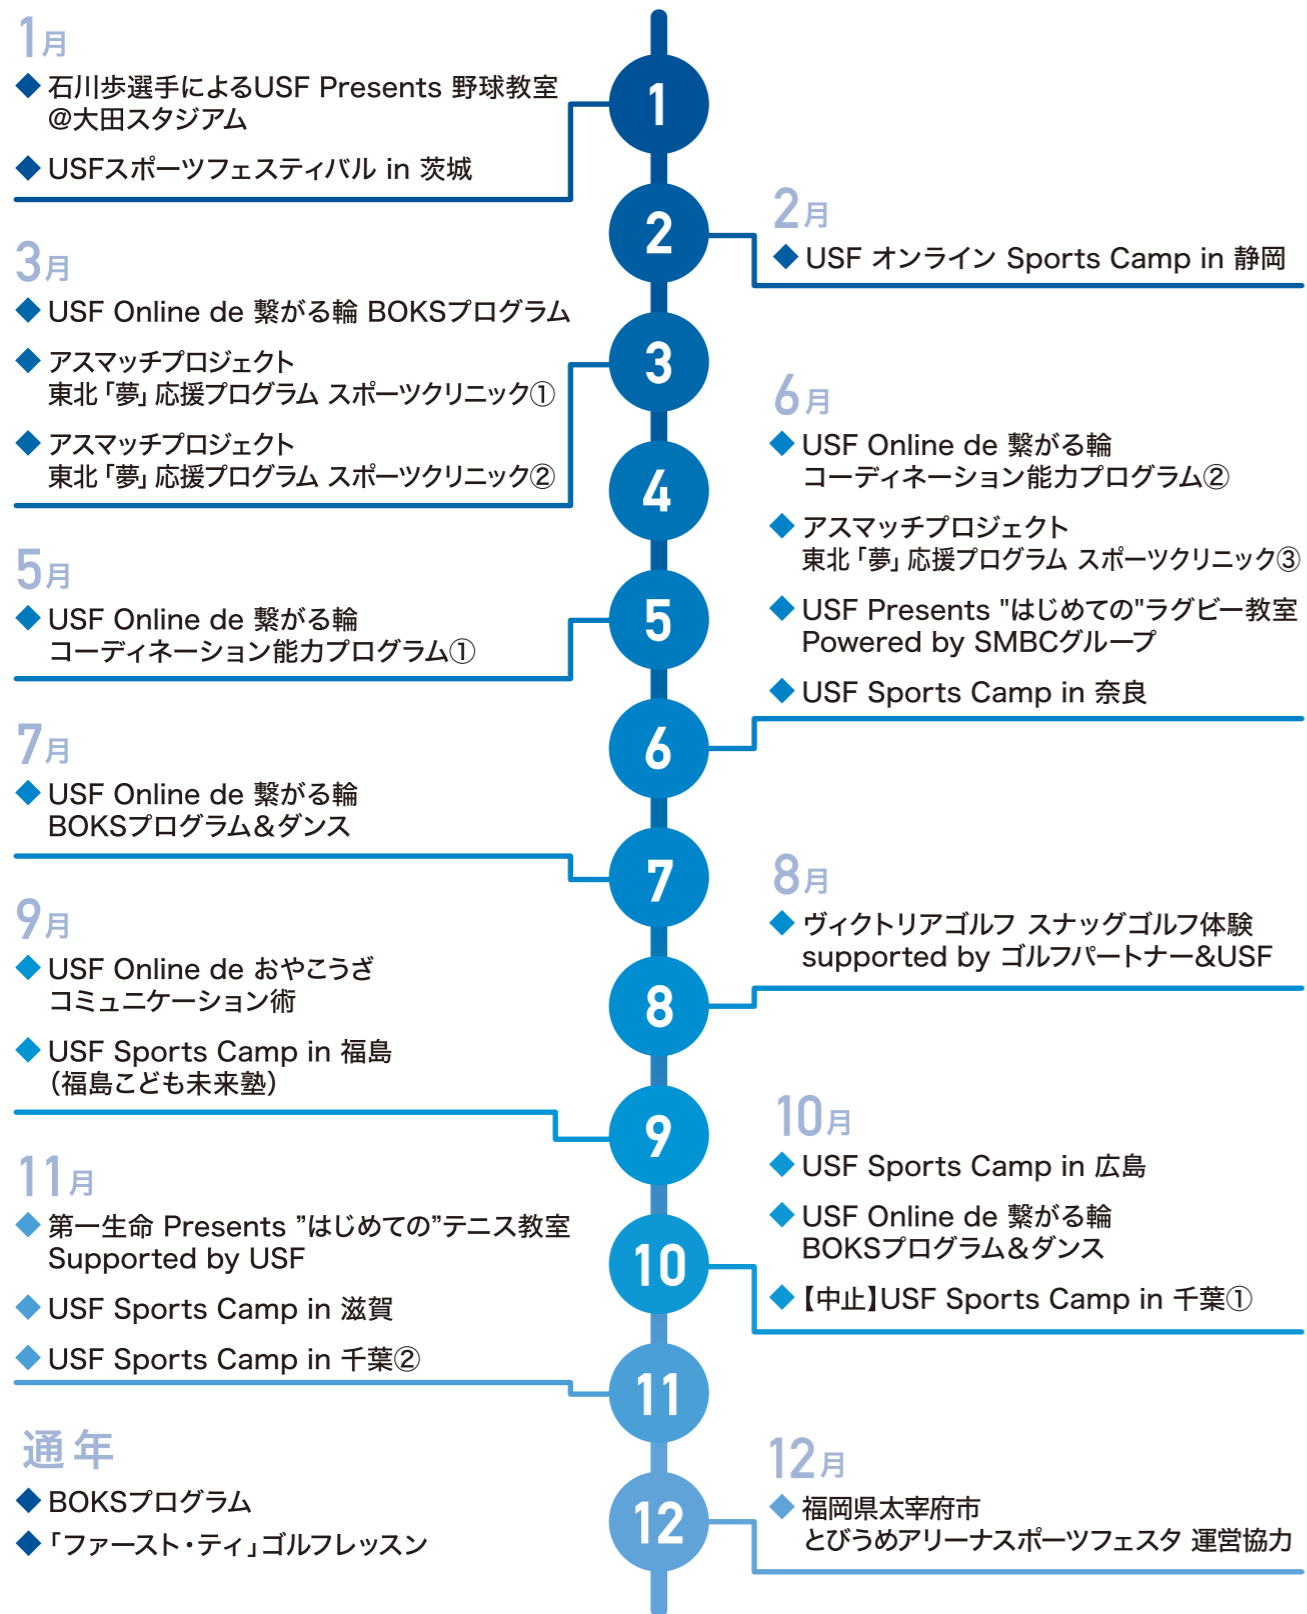 1月
◆ 石川歩選手によるUSF Presents 野球教室
@大田スタジアム
◆ USFスポーツフェスティバル in 茨城
1
2月
◆ USF オンライン Sports Camp in 静岡
2
3月
◆ USF Online de 繋がる輪 BOKSプログラム
◆ アスマッチプロジェクト
東北「夢」応援プログラム スポーツクリニック①
◆ アスマッチプロジェクト
東北「夢」応援プログラム スポーツクリニック②
3
4
5月
◆ USF Online de 繋がる輪
コーディネーション能力プログラム①
5
6月
◆ USF Online de 繋がる輪
コーディネーション能力プログラム②
◆ アスマッチプロジェクト
東北「夢」応援プログラム スポーツクリニック③
◆ USF Presents "はじめての"ラグビー教室
Powered by SMBCグループ
◆ USF Sports Camp in 奈良
6
7月
◆ USF Online de 繋がる輪
BOKSプログラム&ダンス
7
8月
◆ ヴィクトリアゴルフ スナッグゴルフ体験
supported by ゴルフパートナー&USF
8
9月
◆ USF Online de おやこうざ
コミュニケーション術
◆ USF Sports Camp in 福島
(福島こども未来塾)
9
10月
◆ USF Sports Camp in 広島
◆ USF Online de 繋がる輪
BOKSプログラム&ダンス
◆ 【中止】USF Sports Camp in 千葉①
10
11月
◆ 第一生命 Presents ”はじめての”テニス教室
Supported by USF
◆ USF Sports Camp in 滋賀
◆ USF Sports Camp in 千葉②
11
12月
◆ 福岡県太宰府市
とびうめアリーナスポーツフェスタ 運営協力
12
通年
◆ BOKSプログラム
◆ 「ファースト・ティ」ゴルフレッスン